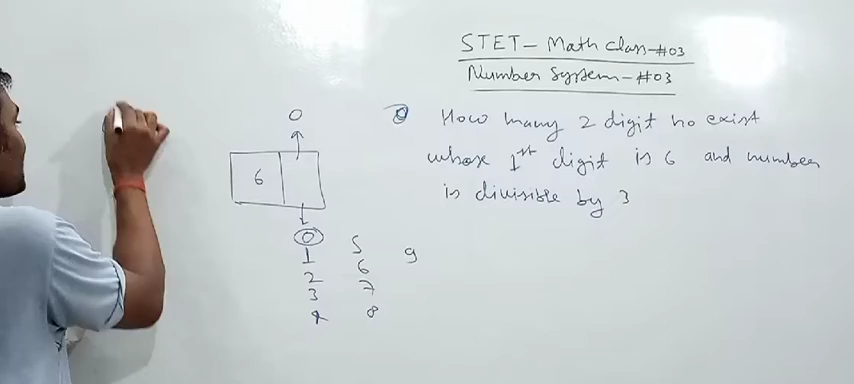 STET- Math Class-#03
Number System-#03
Q How many 2 digit no exist
whose 1st digit is 6 and number
is divisible by 3
0
6
0
1 5 9
2 6
3 7
4 8